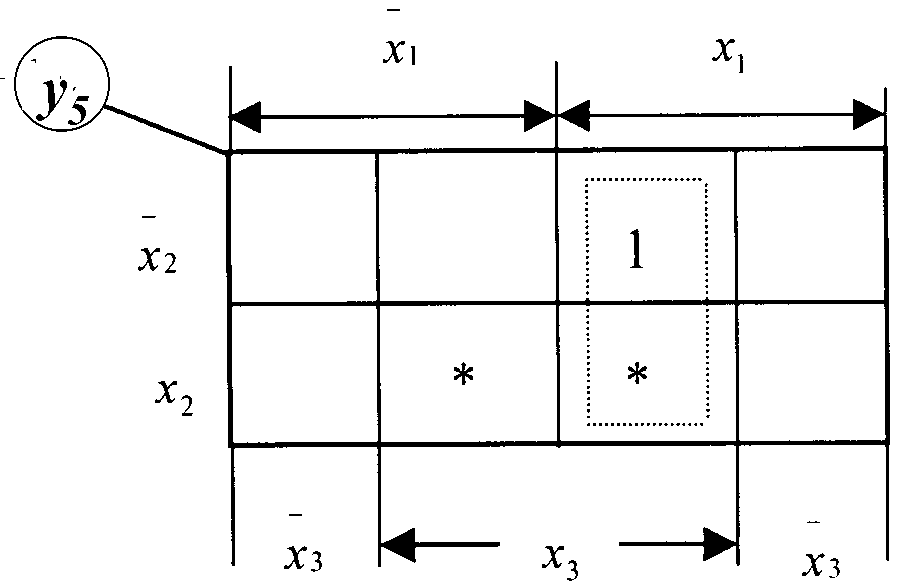 x̄₁ x₁
y₅
x̄₂ 1
x₂ * *
x̄₃ x₃ x̄₃